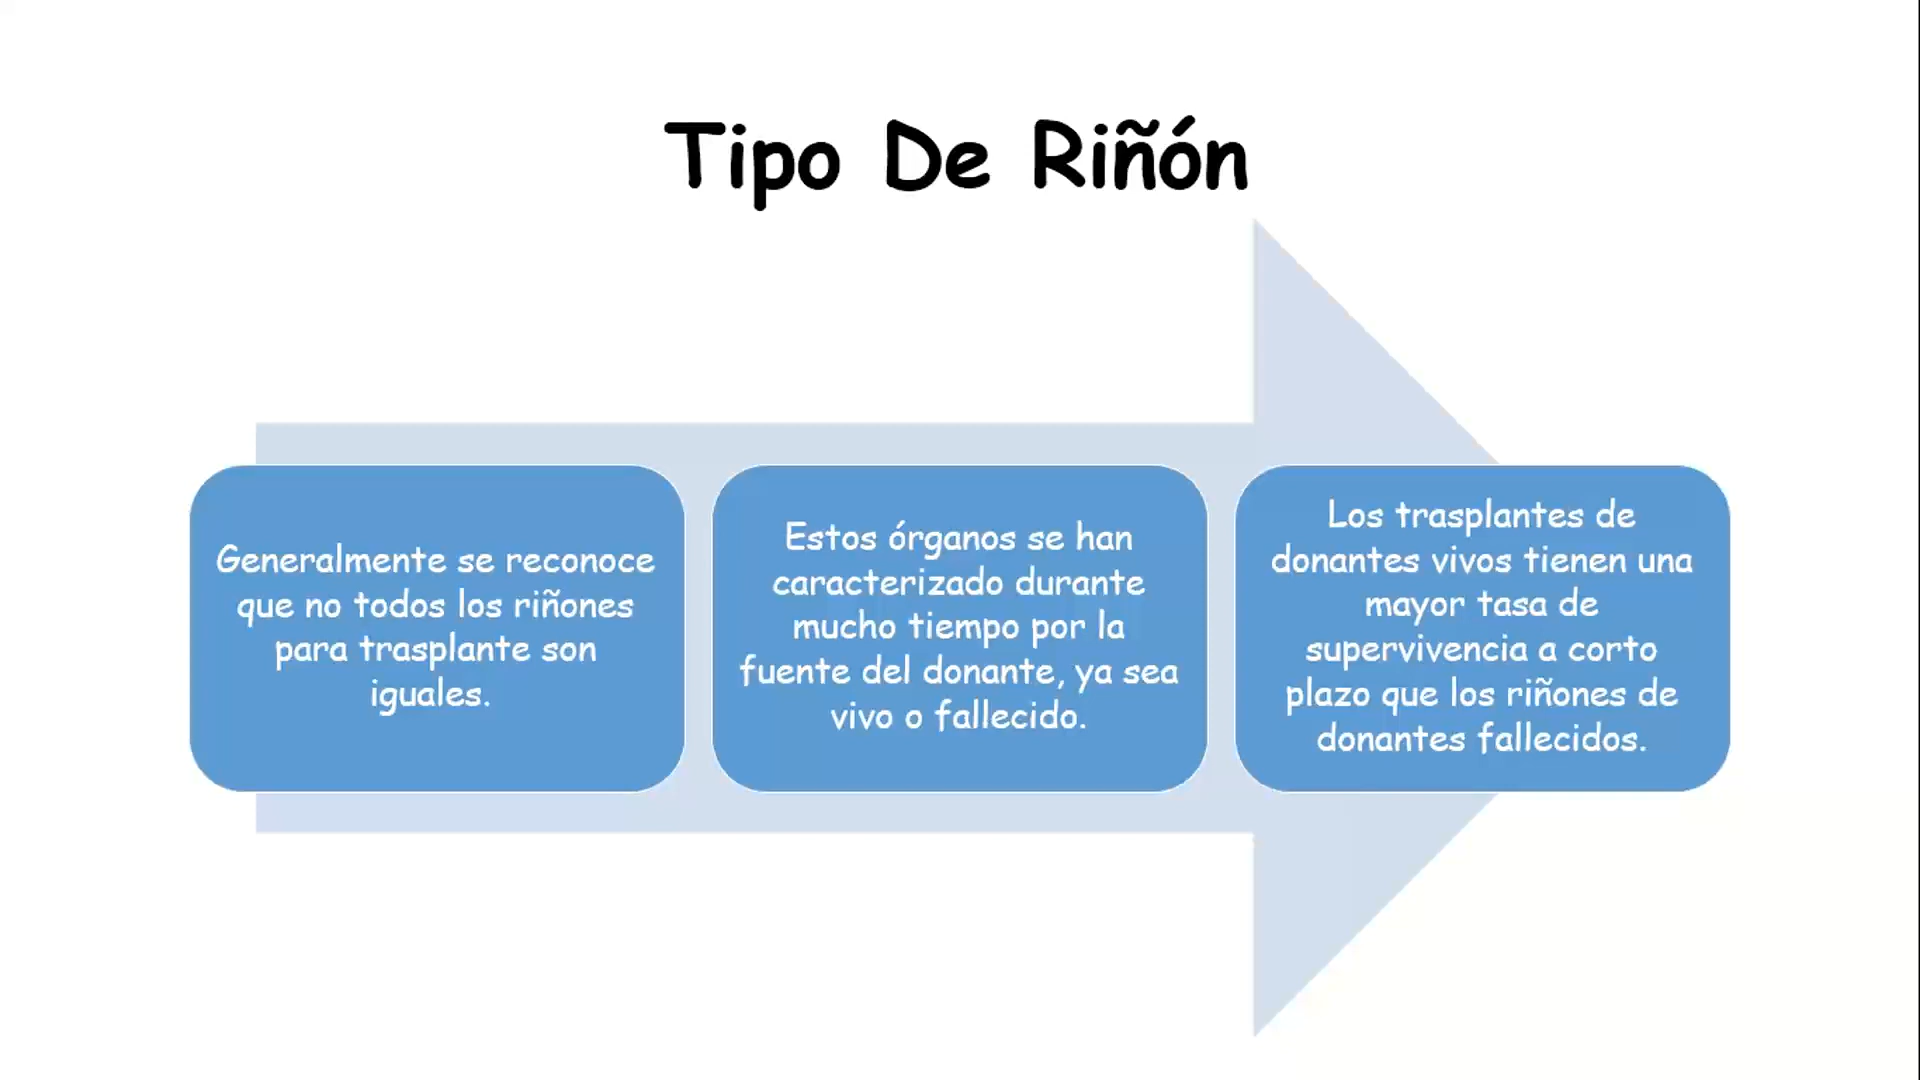 Tipo De Riñón
Generalmente se reconoce
que no todos los riñones
para trasplante son
iguales.
Estos órganos se han
caracterizado durante
mucho tiempo por la
fuente del donante, ya sea
vivo o fallecido.
Los trasplantes de
donantes vivos tienen una
mayor tasa de
supervivencia a corto
plazo que los riñones de
donantes fallecidos.